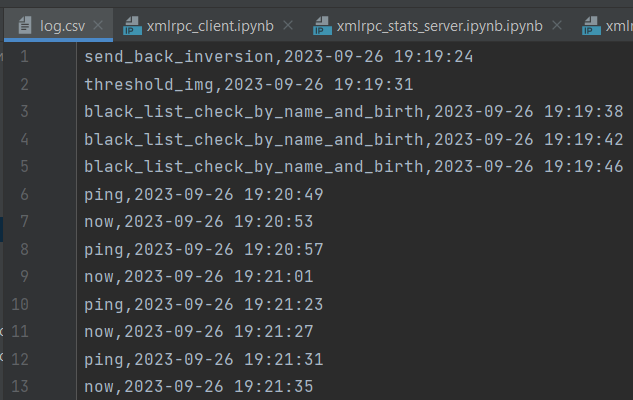 log.csv xmlrpc_client.ipynb xmlrpc_stats_server.ipynb.ipynb
1 send_back_inversion,2023-09-26 19:19:24
2 threshold_img,2023-09-26 19:19:31
3 black_list_check_by_name_and_birth,2023-09-26 19:19:38
4 black_list_check_by_name_and_birth,2023-09-26 19:19:42
5 black_list_check_by_name_and_birth,2023-09-26 19:19:46
6 ping,2023-09-26 19:20:49
7 now,2023-09-26 19:20:53
8 ping,2023-09-26 19:20:57
9 now,2023-09-26 19:21:01
10 ping,2023-09-26 19:21:23
11 now,2023-09-26 19:21:27
12 ping,2023-09-26 19:21:31
13 now,2023-09-26 19:21:35